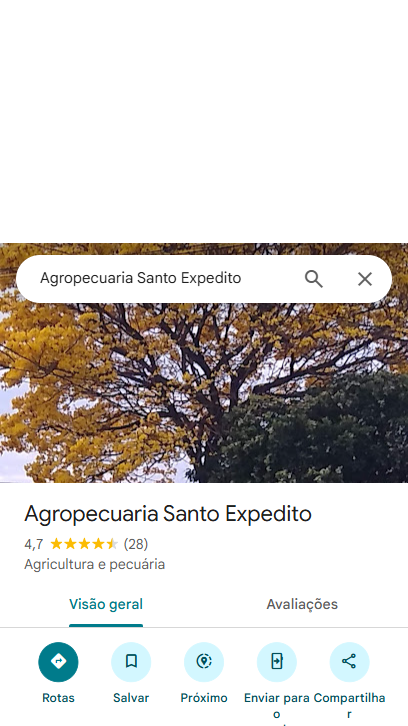 Agropecuaria Santo Expedito
Agropecuaria Santo Expedito
4,7 (28)
Agricultura e pecuária
Visão geral Avaliações
Rotas Salvar Próximo Enviar para Compartilha
o r